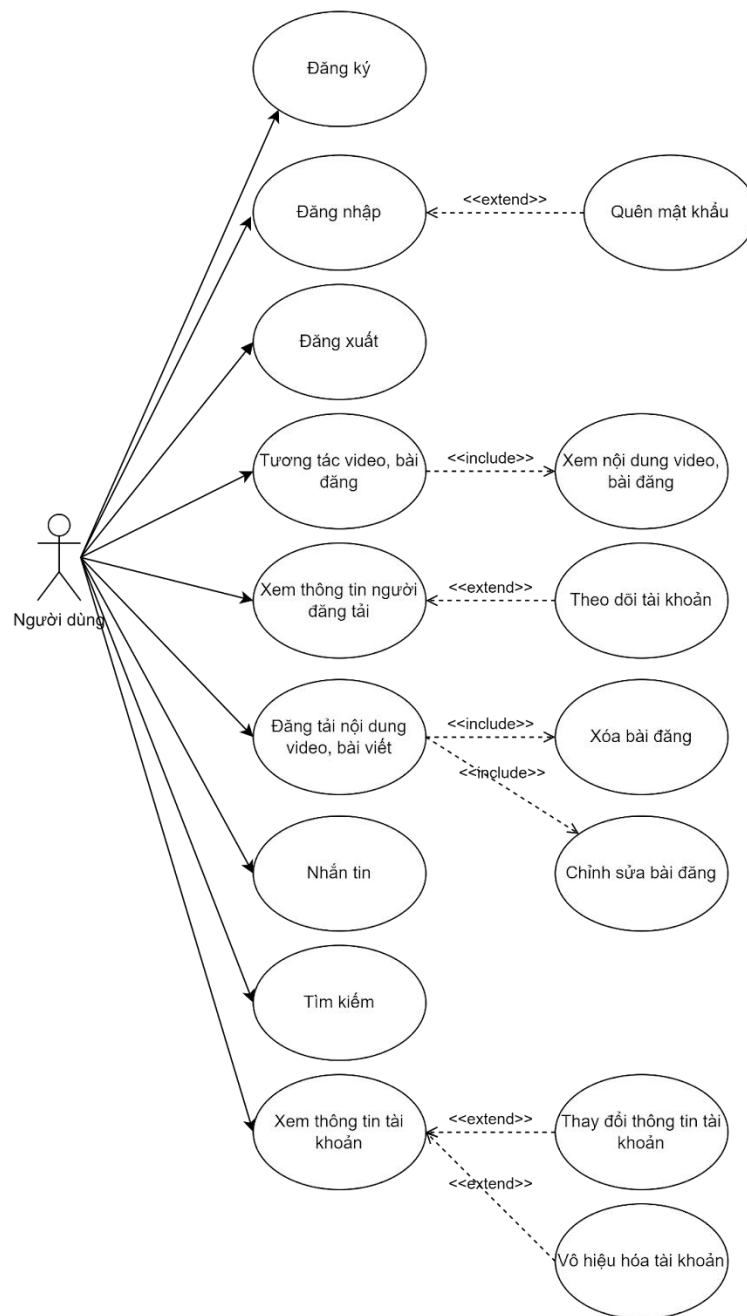 Đăng ký
Đăng nhập
<<extend>>
Quên mật khẩu
Đăng xuất
Tương tác video, bài
đăng
<<include>>
Xem nội dung video,
bài đăng
Người dùng
Xem thông tin người
đăng tải
<<extend>>
Theo dõi tài khoản
Đăng tải nội dung
video, bài viết
<<include>>
Xóa bài đăng
<<include>>
Chỉnh sửa bài đăng
Nhắn tin
Tìm kiếm
Xem thông tin tài
khoản
<<extend>>
Thay đổi thông tin tài
khoản
<<extend>>
Vô hiệu hóa tài khoản